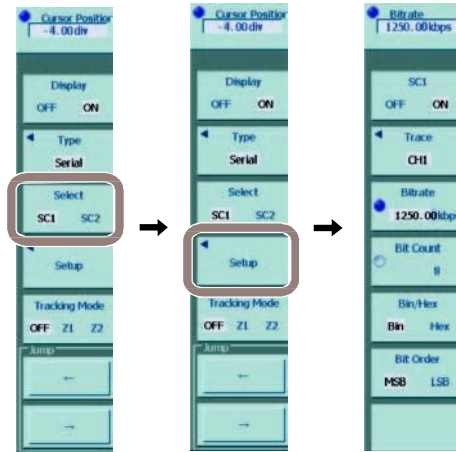 Cursor Position
-4.00div
Display
OFF ON
Type
Serial
Select
SC1 SC2
Setup
Tracking Mode
OFF Z1 Z2
Jump
←
→
Cursor Position
-4.00div
Display
OFF ON
Type
Serial
Select
SC1 SC2
Setup
Tracking Mode
OFF Z1 Z2
Jump
←
→
Bitrate
1250.00kbps
SC1
OFF ON
Trace
CH1
Bitrate
1250.00kbps
Bit Count
8
Bin/Hex
Bin Hex
Bit Order
MSB LSB